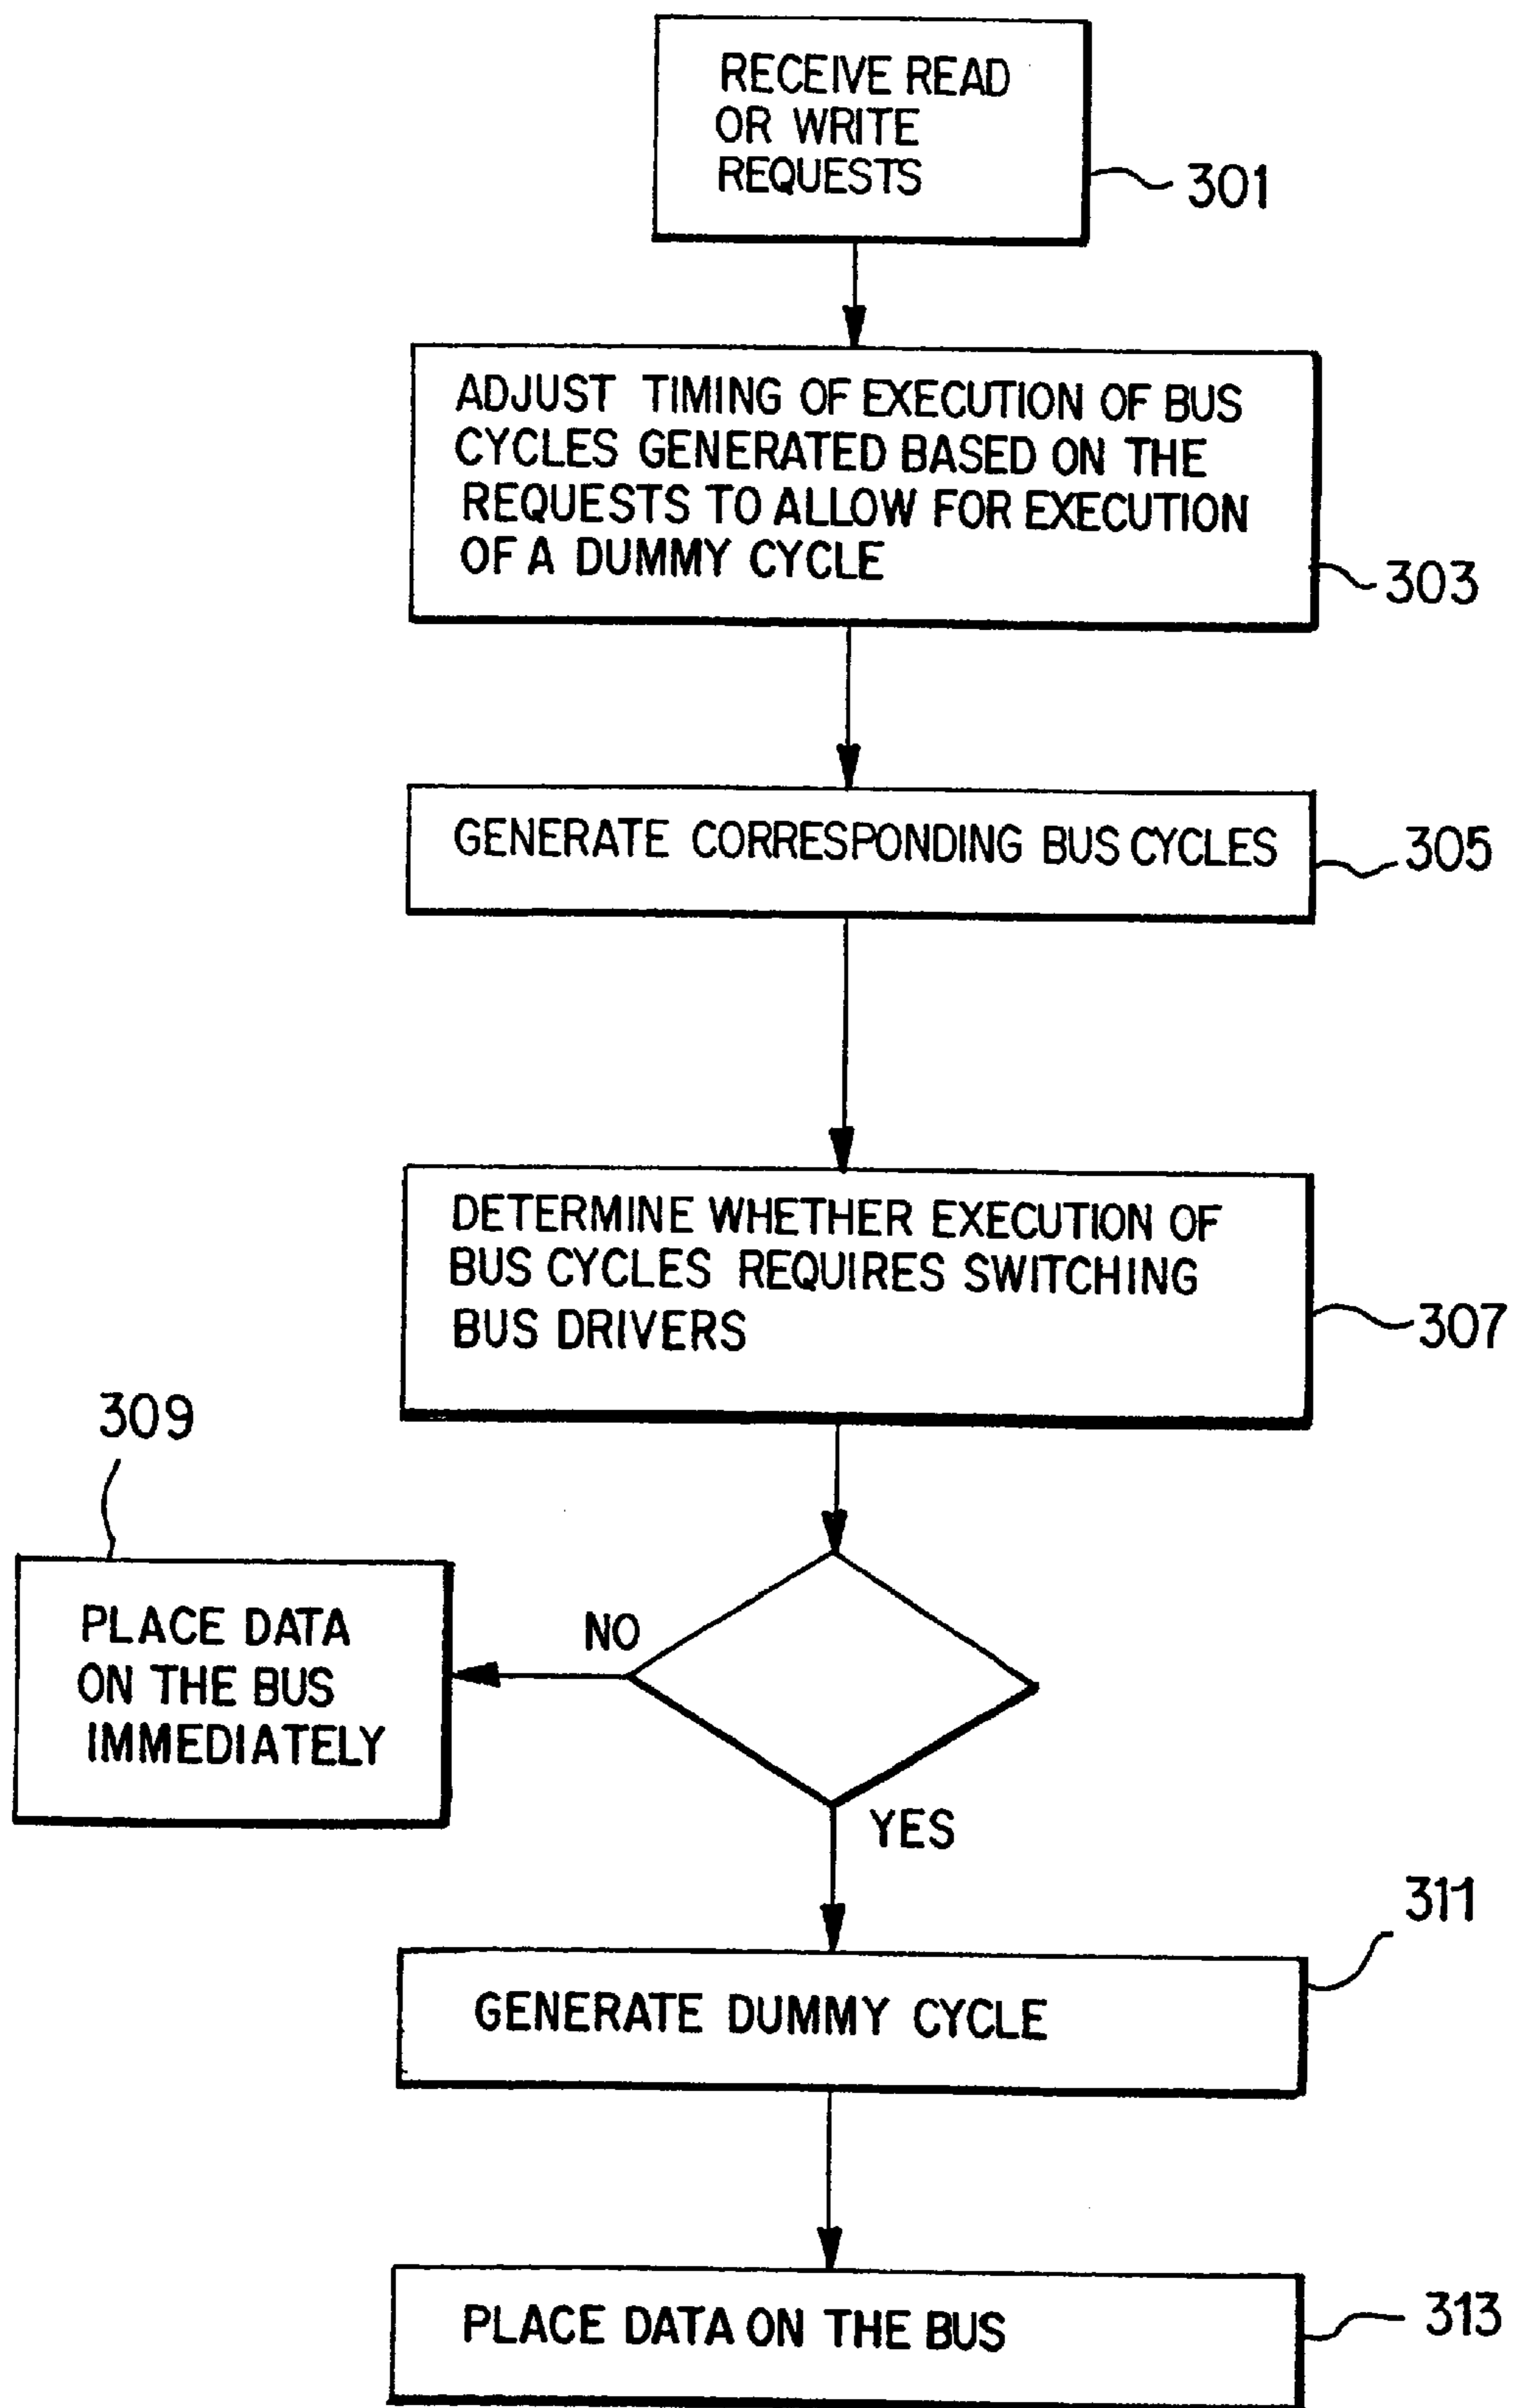 RECEIVE READ
OR WRITE
REQUESTS
301
ADJUST TIMING OF EXECUTION OF BUS
CYCLES GENERATED BASED ON THE
REQUESTS TO ALLOW FOR EXECUTION
OF A DUMMY CYCLE
303
GENERATE CORRESPONDING BUS CYCLES
305
DETERMINE WHETHER EXECUTION OF
BUS CYCLES REQUIRES SWITCHING
BUS DRIVERS
307
309
PLACE DATA
ON THE BUS
IMMEDIATELY
NO
YES
311
GENERATE DUMMY CYCLE
PLACE DATA ON THE BUS
313